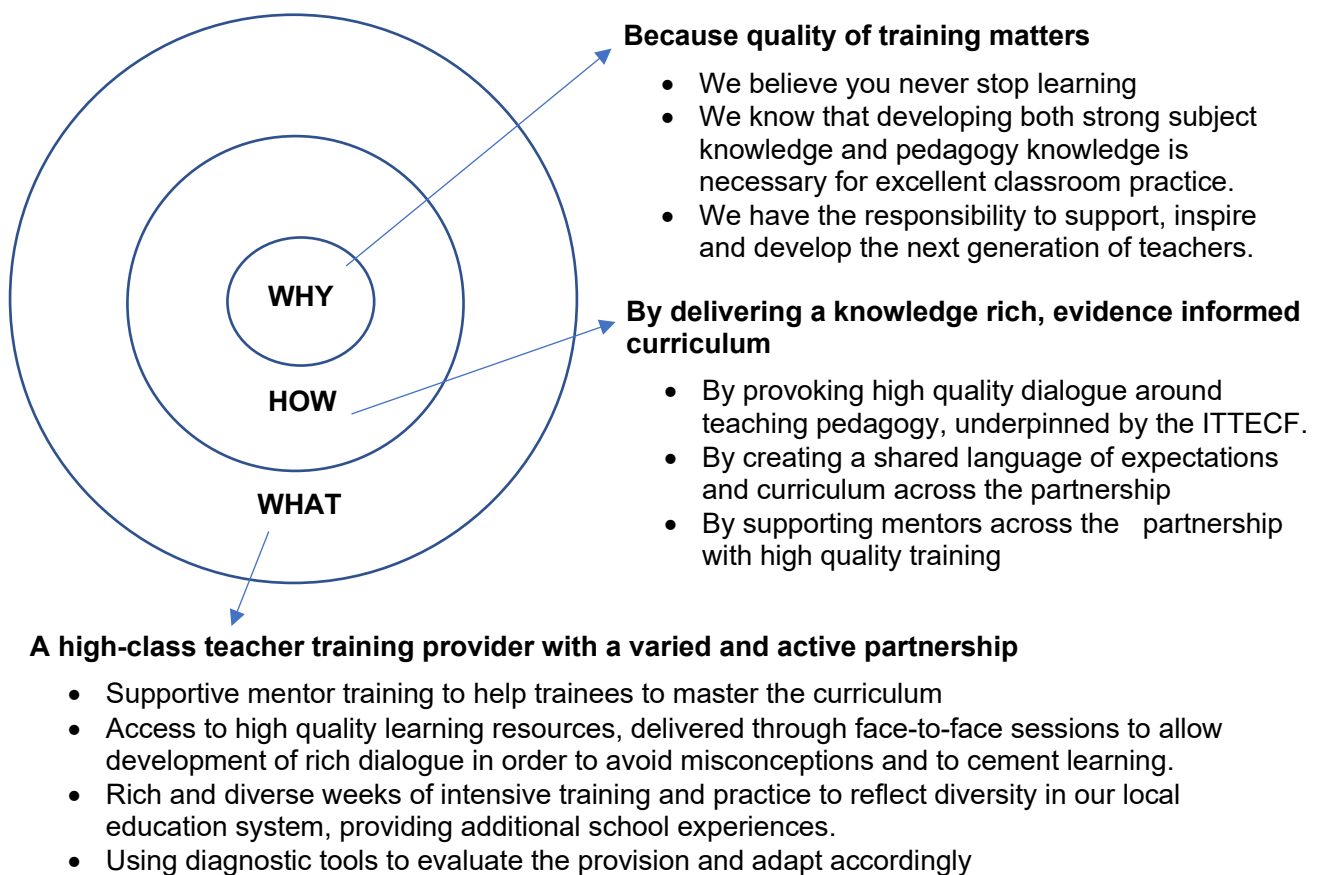 WHY
HOW
WHAT
Because quality of training matters
• We believe you never stop learning
• We know that developing both strong subject
knowledge and pedagogy knowledge is
necessary for excellent classroom practice.
• We have the responsibility to support, inspire
and develop the next generation of teachers.
By delivering a knowledge rich, evidence informed
curriculum
• By provoking high quality dialogue around
teaching pedagogy, underpinned by the ITTECF.
• By creating a shared language of expectations
and curriculum across the partnership
• By supporting mentors across the partnership
with high quality training
A high-class teacher training provider with a varied and active partnership
• Supportive mentor training to help trainees to master the curriculum
• Access to high quality learning resources, delivered through face-to-face sessions to allow
development of rich dialogue in order to avoid misconceptions and to cement learning.
• Rich and diverse weeks of intensive training and practice to reflect diversity in our local
education system, providing additional school experiences.
• Using diagnostic tools to evaluate the provision and adapt accordingly